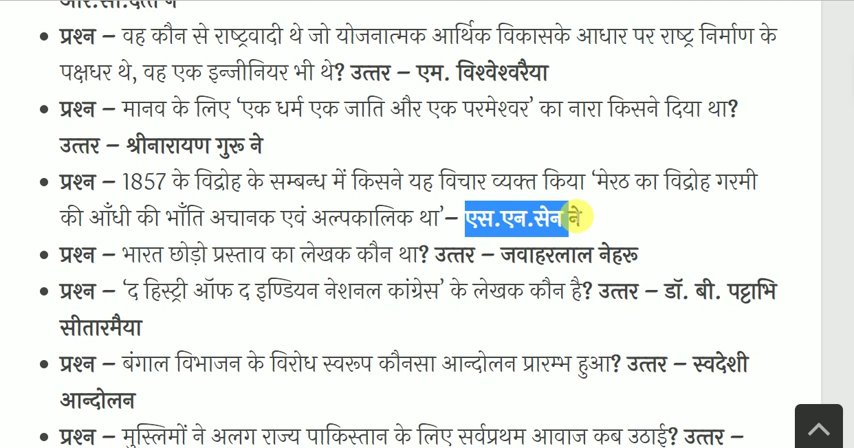 आर.सी.दत्त ने
प्रश्न – वह कौन से राष्ट्रवादी थे जो योजनात्मक आर्थिक विकासके आधार पर राष्ट्र निर्माण के
पक्षधर थे, वह एक इन्जीनियर भी थे? उत्तर – एम. विश्वेश्वरैया
प्रश्न – मानव के लिए ‘एक धर्म एक जाति और एक परमेश्वर’ का नारा किसने दिया था?
उत्तर – श्रीनारायण गुरू ने
प्रश्न – 1857 के विद्रोह के सम्बन्ध में किसने यह विचार व्यक्त किया ‘मेरठ का विद्रोह गरमी
की आँधी की भाँति अचानक एवं अल्पकालिक था’– एस.एन.सेन ने
प्रश्न – भारत छोड़ो प्रस्ताव का लेखक कौन था? उत्तर – जवाहरलाल नेहरू
प्रश्न – ‘द हिस्ट्री ऑफ द इण्डियन नेशनल कांग्रेस’ के लेखक कौन है? उत्तर – डॉ. बी. पट्टाभि
सीतारमैया
प्रश्न – बंगाल विभाजन के विरोध स्वरूप कौनसा आन्दोलन प्रारम्भ हुआ? उत्तर – स्वदेशी
आन्दोलन
प्रश्न – मुस्लिमों ने अलग राज्य पाकिस्तान के लिए सर्वप्रथम आवाज कब उठाई? उत्तर –